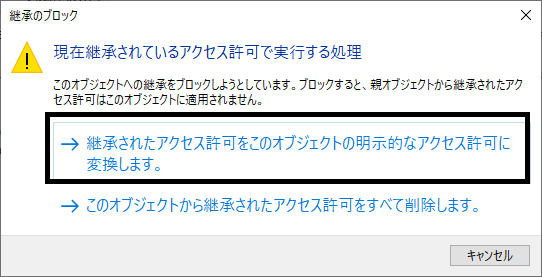 継承のブロック
現在継承されているアクセス許可で実行する処理
このオブジェクトへの継承をブロックしようとしています。ブロックすると、親オブジェクトから継承されたアク
セス許可はこのオブジェクトに適用されません。
継承されたアクセス許可をこのオブジェクトの明示的なアクセス許可に
変換します。
このオブジェクトから継承されたアクセス許可をすべて削除します。
キャンセル